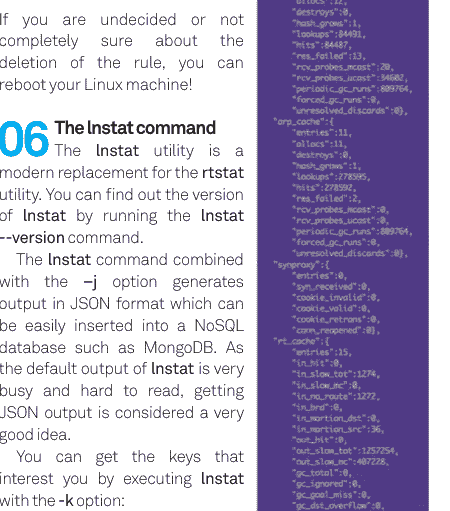 If you are undecided or not
completely sure about the
deletion of the rule, you can
reboot your Linux machine!
06 The lnstat command
The lnstat utility is a
modern replacement for the rtstat
utility. You can find out the version
of lnstat by running the lnstat
--version command.
The lnstat command combined
with the –j option generates
output in JSON format which can
be easily inserted into a NoSQL
database such as MongoDB. As
the default output of lnstat is very
busy and hard to read, getting
JSON output is considered a very
good idea.
You can get the keys that
interest you by executing lnstat
with the -k option:
"allocs":12,
"destroys":0,
"hash_grows":1,
"lookups":84491,
"hits":84487,
"res_failed":13,
"rcv_probes_mcast":20,
"rcv_probes_ucast":34602,
"periodic_gc_runs":809764,
"forced_gc_runs":0,
"unresolved_discards":0},
"arp_cache":{
"entries":11,
"allocs":11,
"destroys":0,
"hash_grows":1,
"lookups":278595,
"hits":278592,
"res_failed":2,
"rcv_probes_mcast":0,
"rcv_probes_ucast":0,
"periodic_gc_runs":809764,
"forced_gc_runs":0,
"unresolved_discards":0},
"synproxy":{
"entries":0,
"syn_received":0,
"cookie_invalid":0,
"cookie_valid":0,
"cookie_retrans":0,
"conn_reopened":0},
"rt_cache":{
"entries":15,
"in_hit":0,
"in_slow_tot":1274,
"in_slow_mc":0,
"in_no_route":1272,
"in_brd":0,
"in_martian_dst":0,
"in_martian_src":36,
"out_hit":0,
"out_slow_tot":1257254,
"out_slow_mc":407228,
"gc_total":0,
"gc_ignored":0,
"gc_goal_miss":0,
"gc_dst_overflow":0,